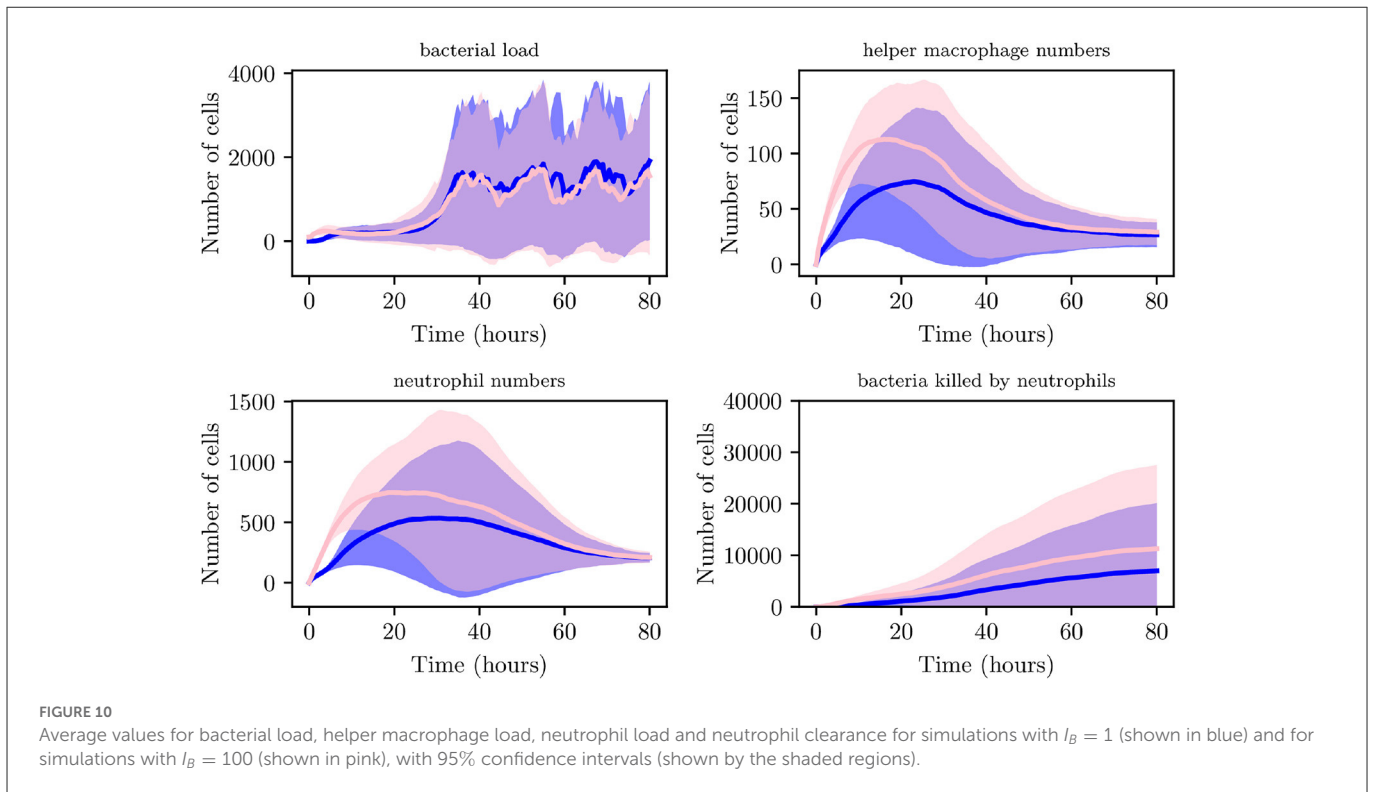 bacterial load
4000
2000
0
Number of cells
0 20 40 60 80
Time (hours)
helper macrophage numbers
150
100
50
0
Number of cells
0 20 40 60 80
Time (hours)
neutrophil numbers
1500
1000
500
0
Number of cells
0 20 40 60 80
Time (hours)
bacteria killed by neutrophils
40000
30000
20000
10000
0
Number of cells
0 20 40 60 80
Time (hours)
FIGURE 10
Average values for bacterial load, helper macrophage load, neutrophil load and neutrophil clearance for simulations with I_B = 1 (shown in blue) and for
simulations with I_B = 100 (shown in pink), with 95% confidence intervals (shown by the shaded regions).